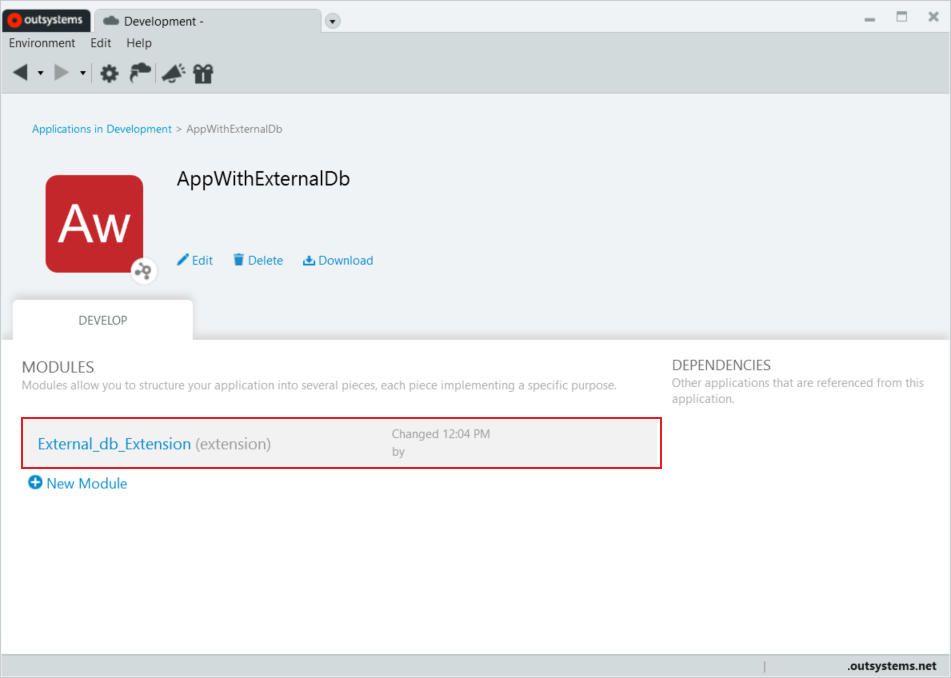 outsystems
Development -
Environment Edit Help
Applications in Development > AppWithExternalDb
Aw
AppWithExternalDb
Edit Delete Download
DEVELOP
MODULES
Modules allow you to structure your application into several pieces, each piece implementing a specific purpose.
External_db_Extension (extension)
Changed 12:04 PM
by
New Module
DEPENDENCIES
Other applications that are referenced from this
application.
.outsystems.net